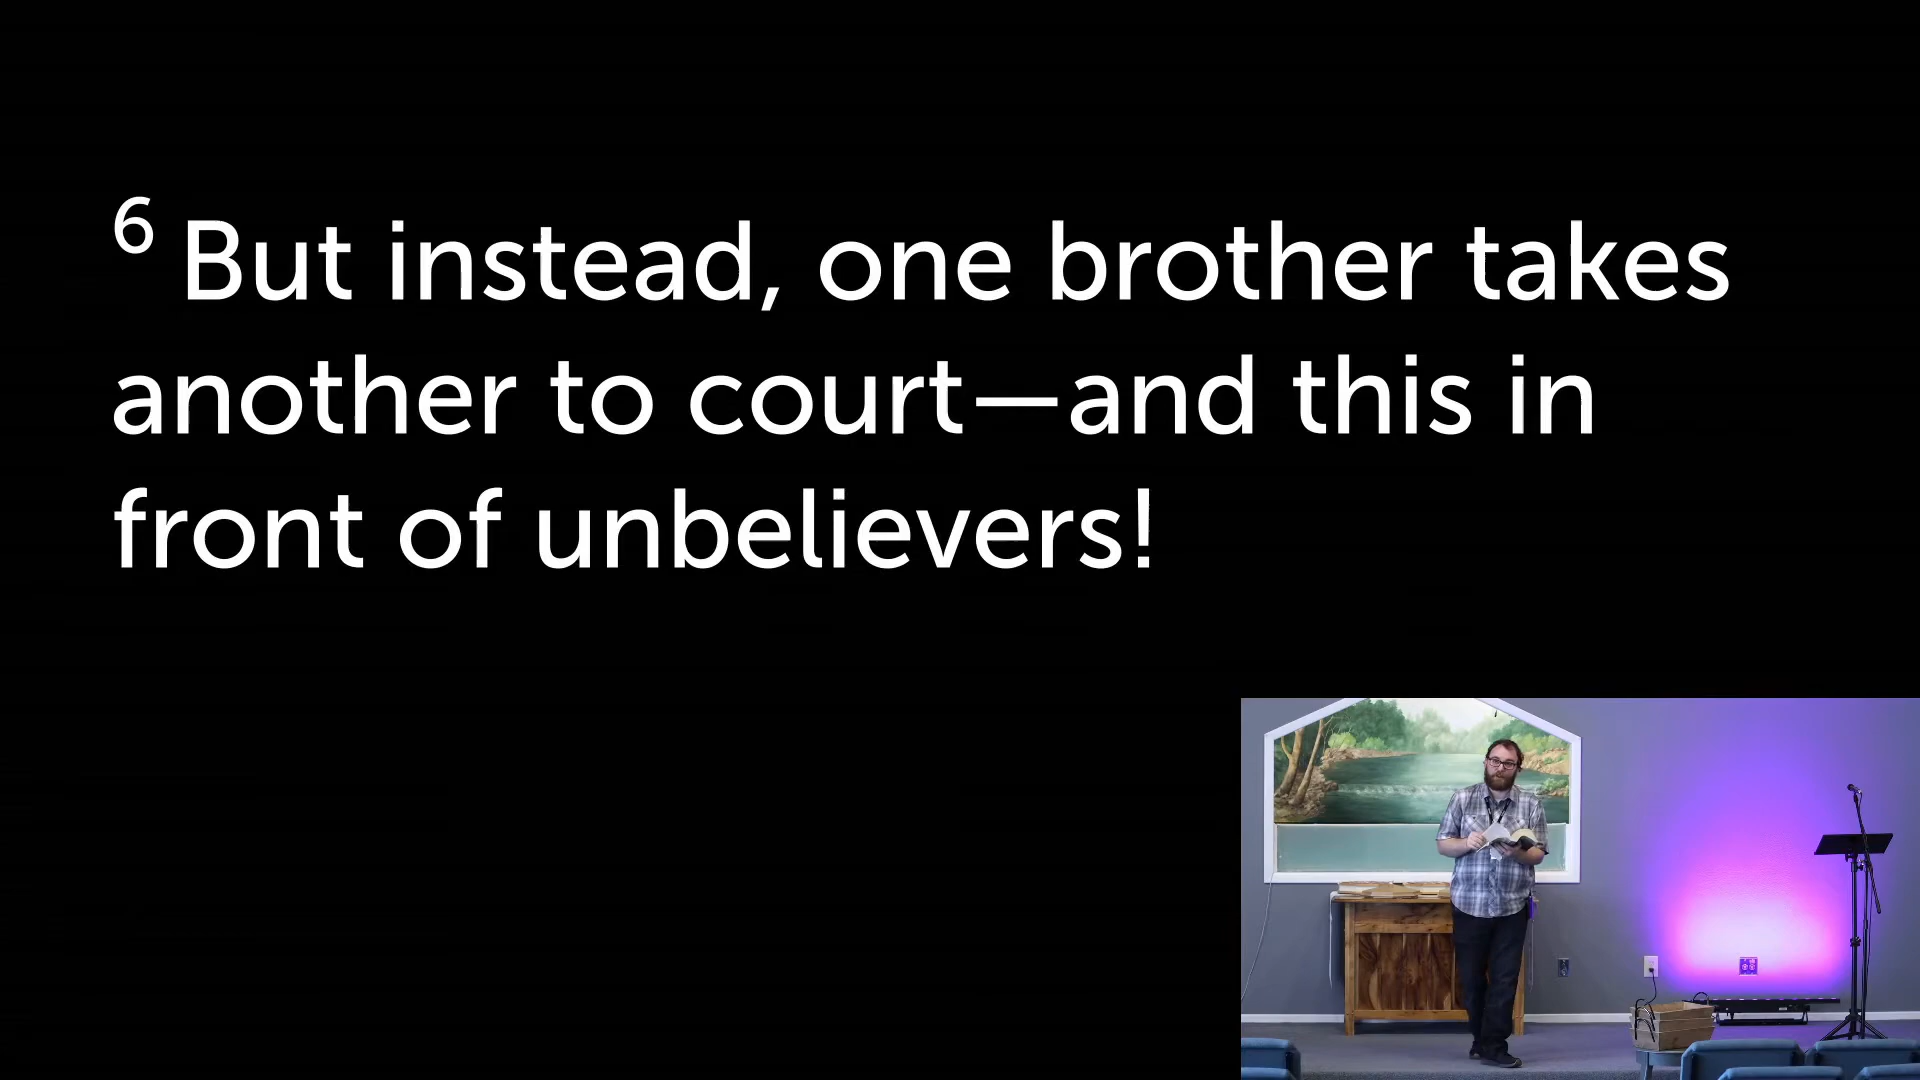 6 But instead, one brother takes
another to court—and this in
front of unbelievers!